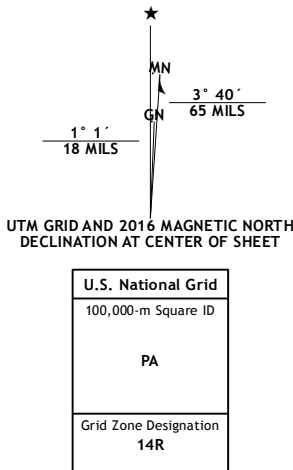 MN
GN
3° 40´
65 MILS
1° 1´
18 MILS
UTM GRID AND 2016 MAGNETIC NORTH
DECLINATION AT CENTER OF SHEET
U.S. National Grid
100,000-m Square ID
PA
Grid Zone Designation
14R